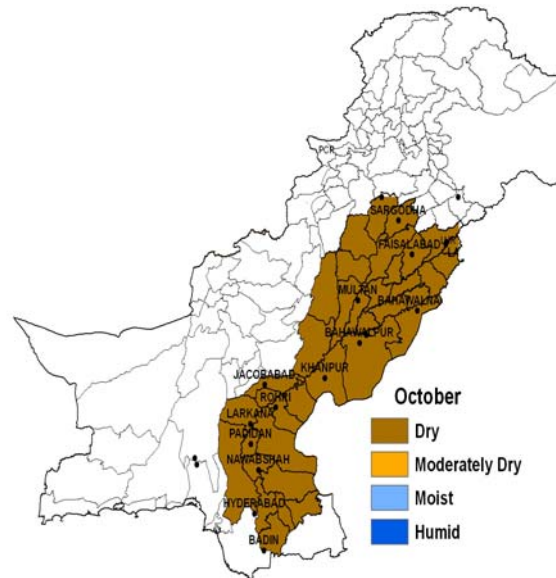 PCR
SARGODHA
FAISALABAD
MULTAN
BAHAWALNA
BAHAWALPUR
KHANPUR
JACOBABAD
ROHRI
LARKANA
PADIDAN
NAWABSHAH
HYDERABAD
BADIN
October
Dry
Moderately Dry
Moist
Humid